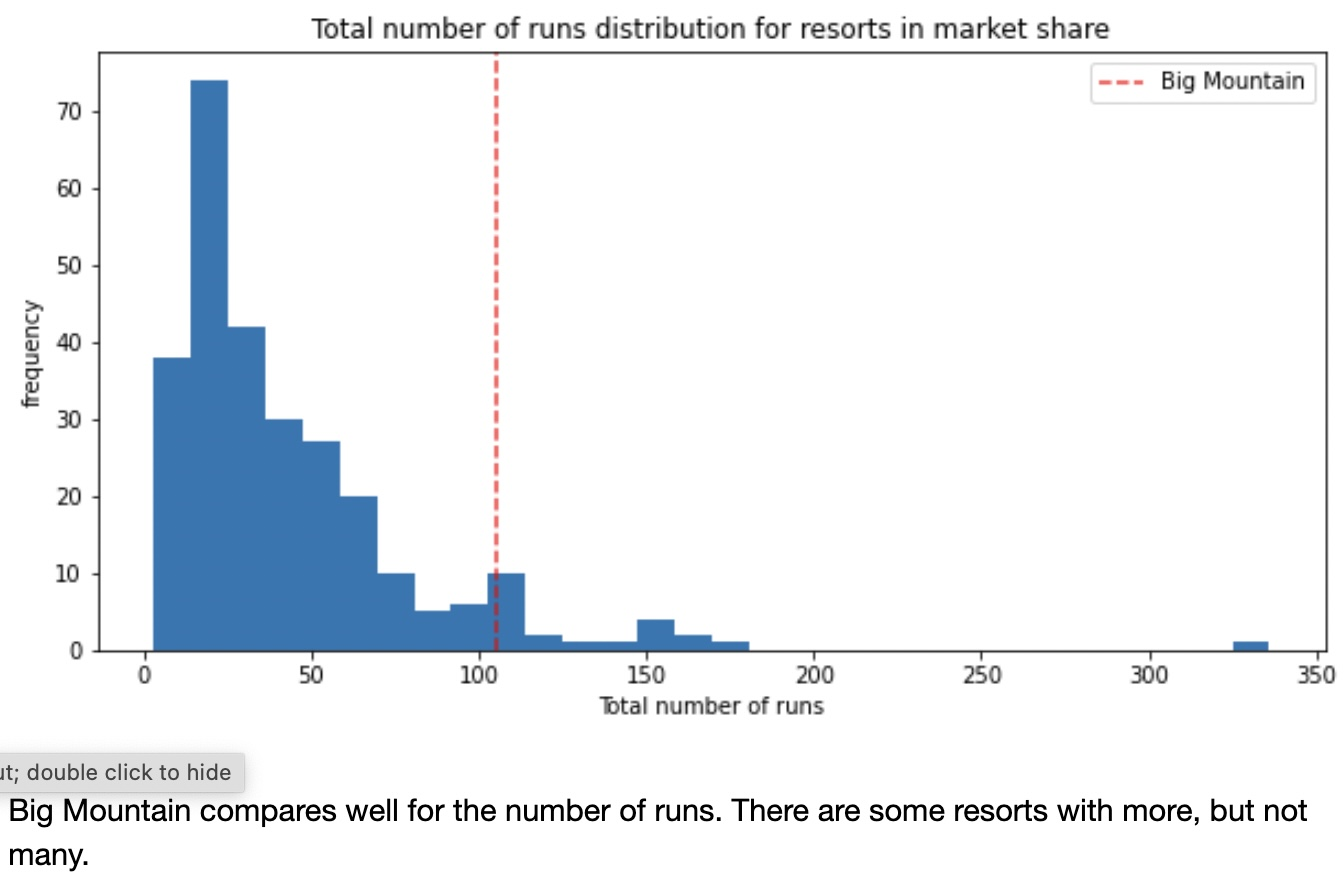 Total number of runs distribution for resorts in market share
Big Mountain
70
60
50
40
30
20
10
0
frequency
0 50 100 150 200 250 300 350
Total number of runs
; double click to hide
Big Mountain compares well for the number of runs. There are some resorts with more, but not
many.